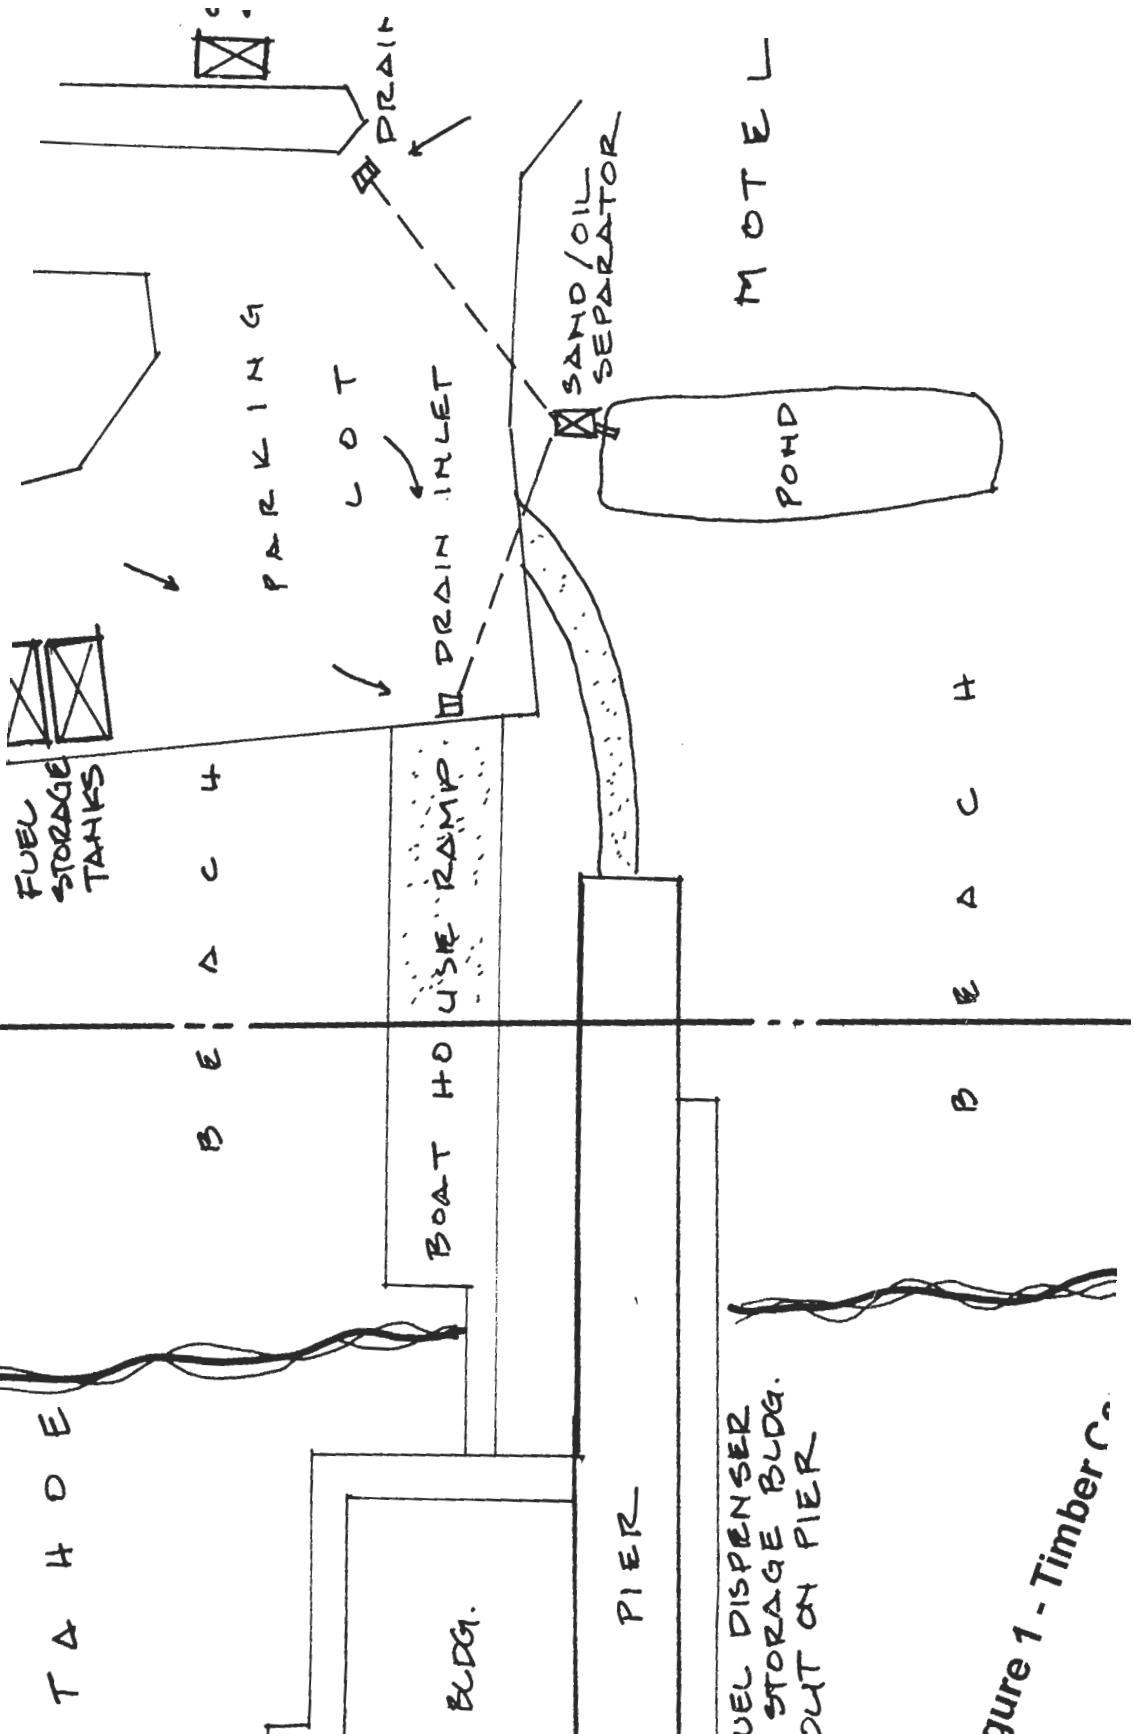 DRAIN
PARKING
LOT
DRAIN INLET
SAND/OIL
SEPARATOR
MOTEL
POND
FUEL
STORAGE
TANKS
BEACH
BOAT HOUSE RAMP.
BEACH
TAHOE
BLDG.
PIER
UEL DISPENSER
STORAGE BLDG.
OUT ON PIER
gure 1 - Timber Co